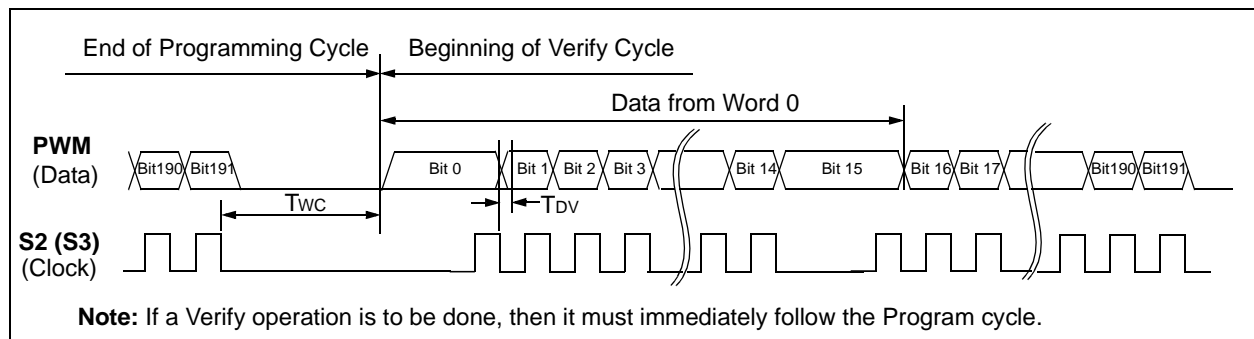 End of Programming Cycle
Beginning of Verify Cycle
Data from Word 0
PWM
(Data)
Bit190 Bit191 Bit 0 Bit 1 Bit 2 Bit 3 Bit 14 Bit 15 Bit 16 Bit 17 Bit190 Bit191
TWC
TDV
S2 (S3)
(Clock)
Note: If a Verify operation is to be done, then it must immediately follow the Program cycle.